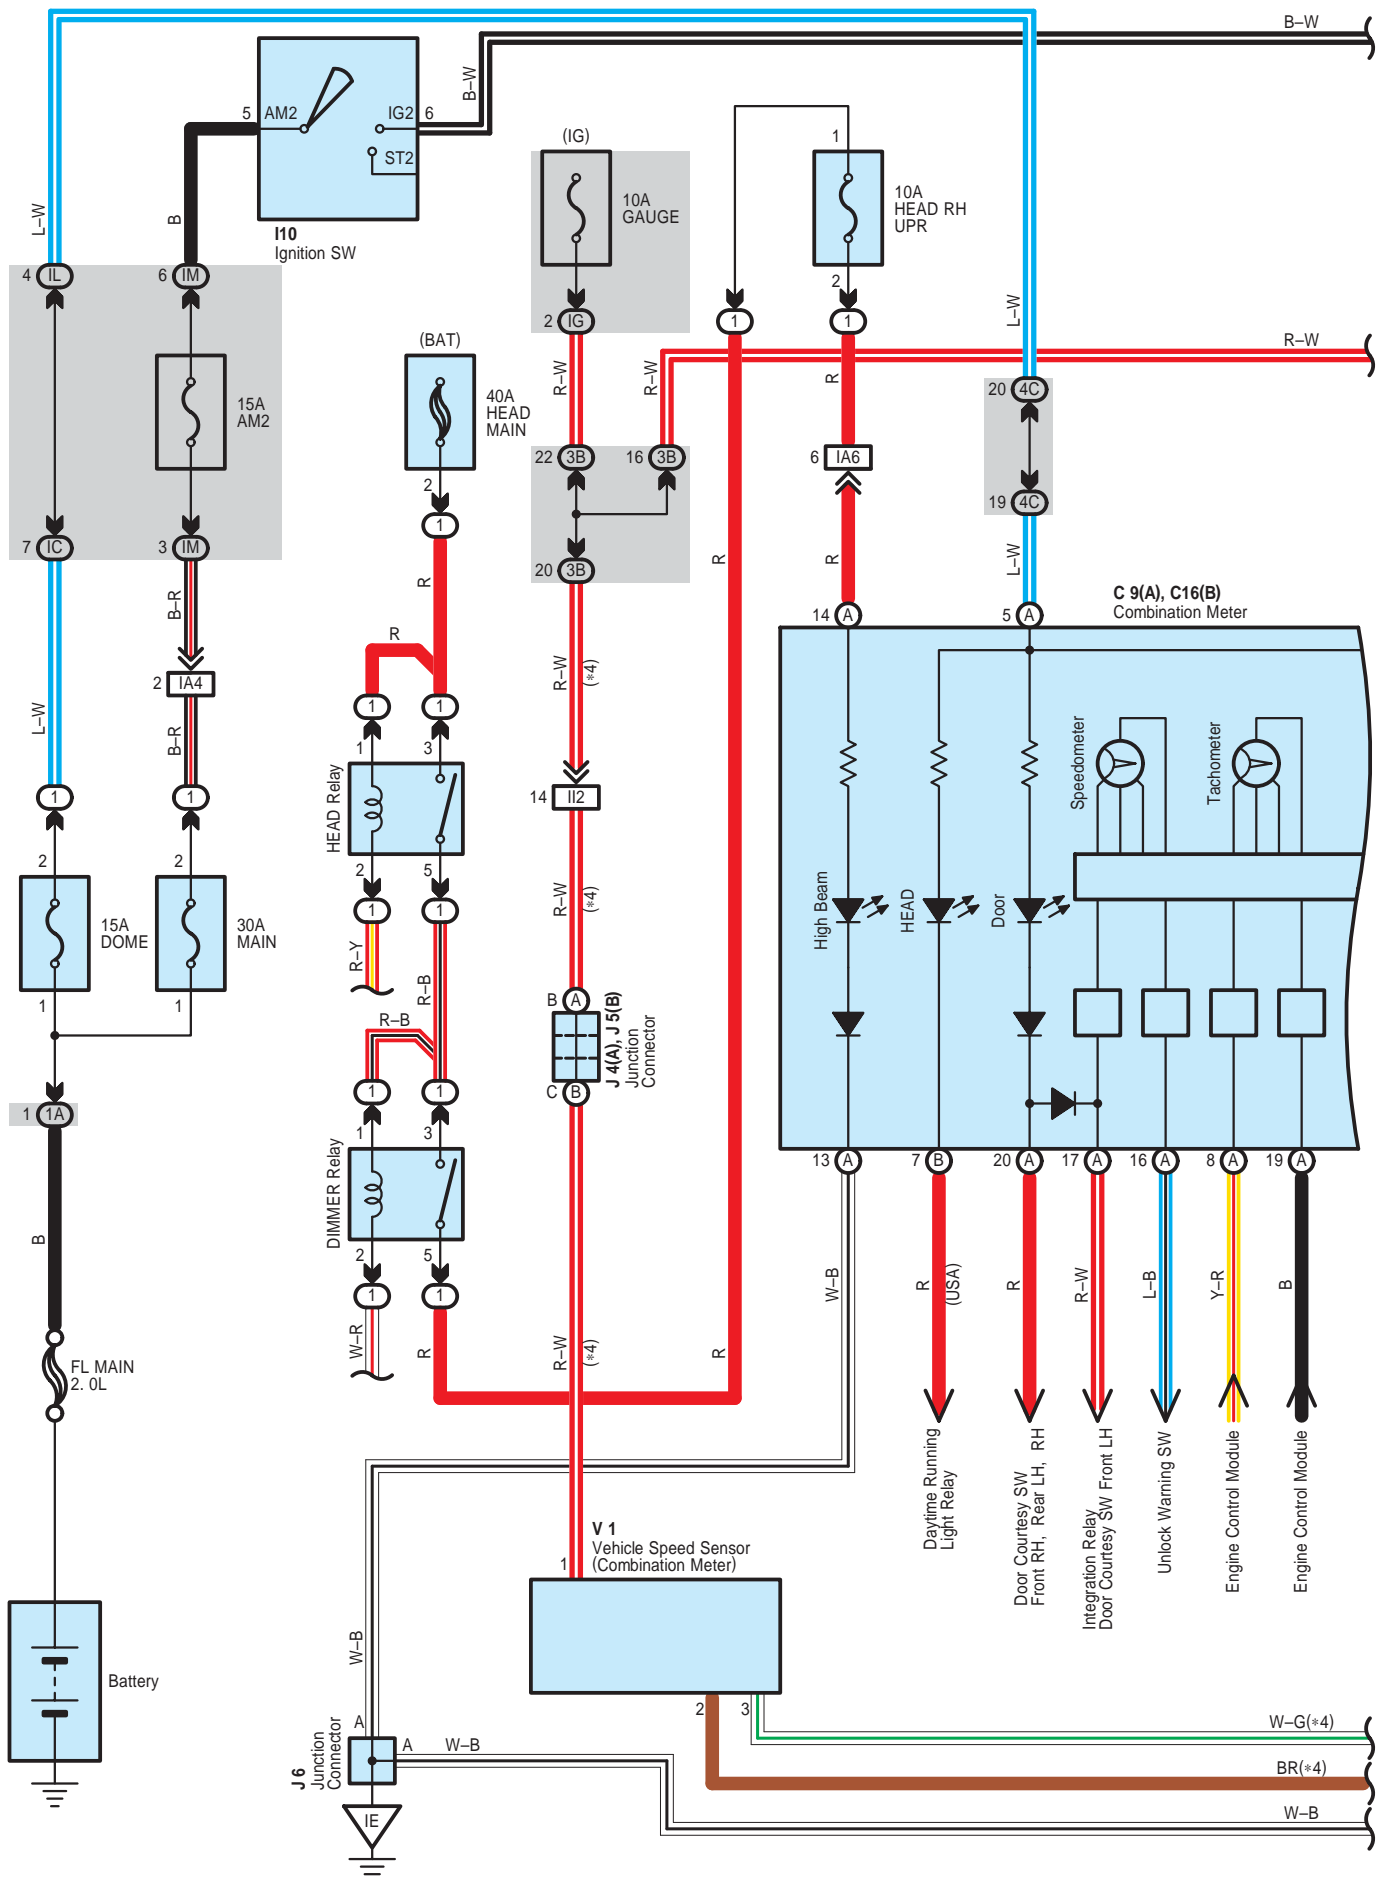 B–W
B–W
5
AM2
IG2
6
ST2
I10
Ignition SW
(IG)
10A
GAUGE
1
10A
HEAD RH
UPR
2
L–W
B
4
IL
6
IM
15A
AM2
7
IC
3
IM
2
IG
1
1
R–W
(BAT)
40A
HEAD
MAIN
2
1
R–W
R–W
R
L–W
20
4C
19
4C
L–W
22
3B
16
3B
20
3B
6
IA6
R
R
R
B–R
2
IA4
B–R
L–W
R
R–W
(∗4)
14
A
5
A
C 9(A), C16(B)
Combination Meter
1
1
1
3
HEAD Relay
2
5
1
1
14
II2
R–W
(∗4)
Speedometer
Tachometer
High Beam
HEAD
Door
1
1
2
2
15A
DOME
30A
MAIN
1
1
R–Y
R–B
R–B
B
A
J 4(A), J 5(B)
Junction
Connector
C
B
1
1
1
3
DIMMER Relay
2
5
1
1
1
1A
B
FL MAIN
2. 0L
W–R
R
R–W
(∗4)
R
13
A
7
B
20
A
17
A
16
A
8
A
19
A
W–B
R
(USA)
R
R–W
L–B
Y–R
B
Daytime Running
Light Relay
Door Courtesy SW
Front RH, Rear LH, RH
Integration Relay
Door Courtesy SW Front LH
Unlock Warning SW
Engine Control Module
Engine Control Module
V 1
Vehicle Speed Sensor
(Combination Meter)
1
2
3
Battery
W–B
A
J 6
Junction
Connector
A
W–B
IE
W–G(∗4)
BR(∗4)
W–B